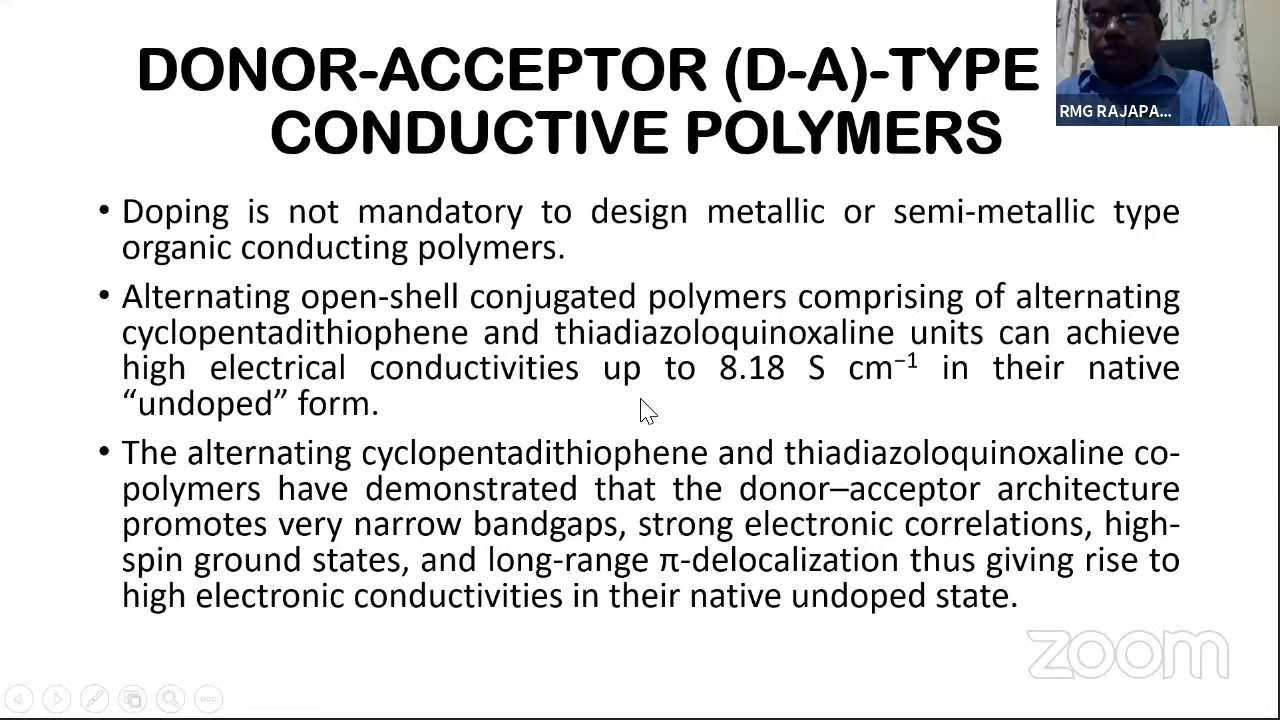 DONOR-ACCEPTOR (D-A)-TYPE
CONDUCTIVE POLYMERS
RMG RAJAPA...
• Doping is not mandatory to design metallic or semi-metallic type
organic conducting polymers.
• Alternating open-shell conjugated polymers comprising of alternating
cyclopentadithiophene and thiadiazoloquinoxaline units can achieve
high electrical conductivities up to 8.18 S cm⁻¹ in their native
“undoped” form.
• The alternating cyclopentadithiophene and thiadiazoloquinoxaline co-
polymers have demonstrated that the donor–acceptor architecture
promotes very narrow bandgaps, strong electronic correlations, high-
spin ground states, and long-range π-delocalization thus giving rise to
high electronic conductivities in their native undoped state.
zoom